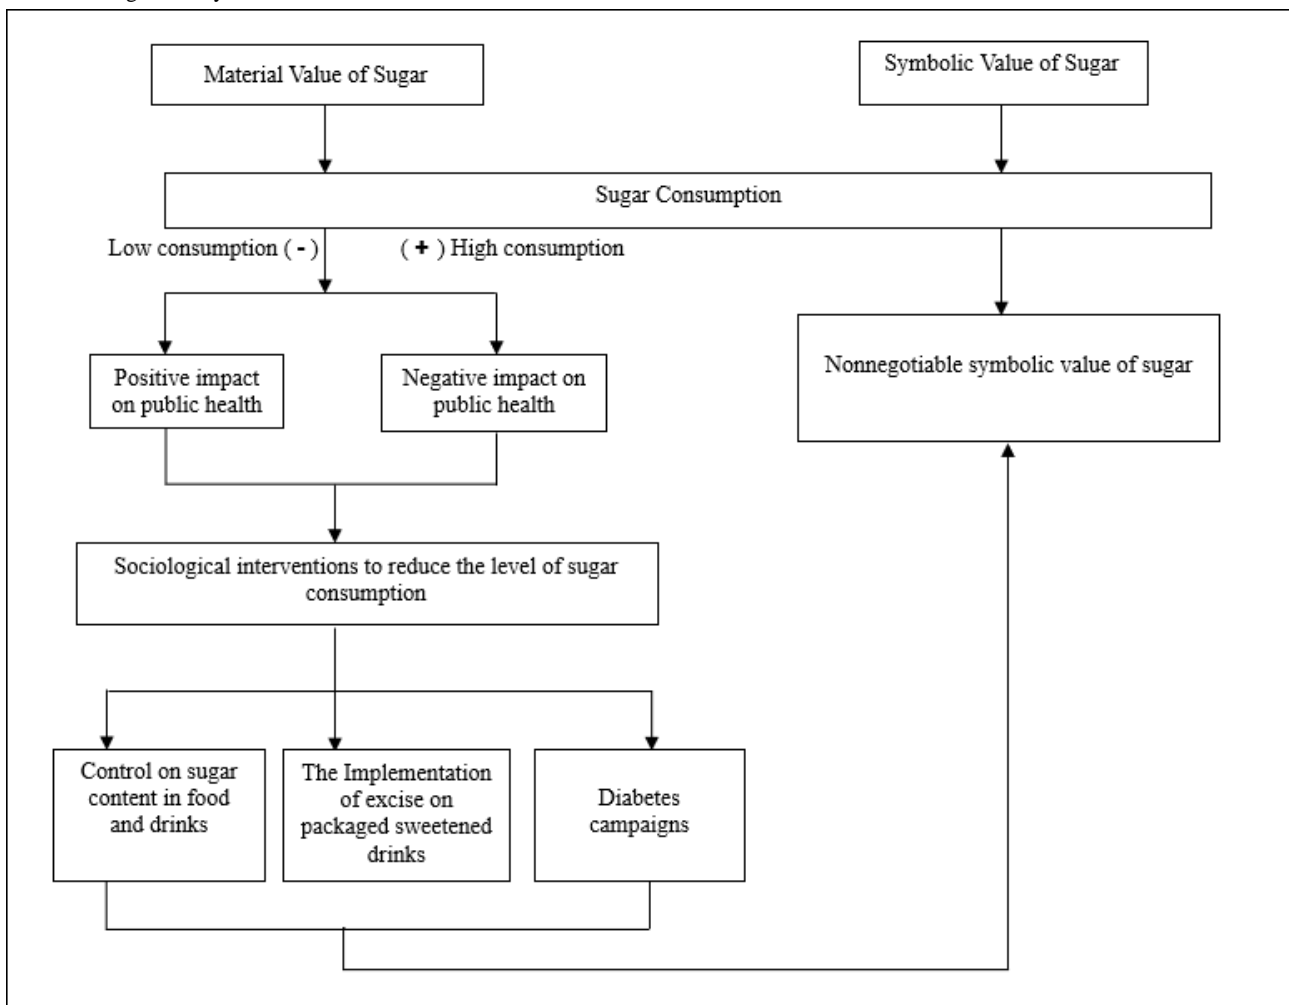 Material Value of Sugar
Symbolic Value of Sugar
Sugar Consumption
Low consumption ( - )
( + ) High consumption
Positive impact
on public health
Negative impact on
public health
Nonnegotiable symbolic value of sugar
Sociological interventions to reduce the level of sugar
consumption
Control on sugar
content in food
and drinks
The Implementation
of excise on
packaged sweetened
drinks
Diabetes
campaigns